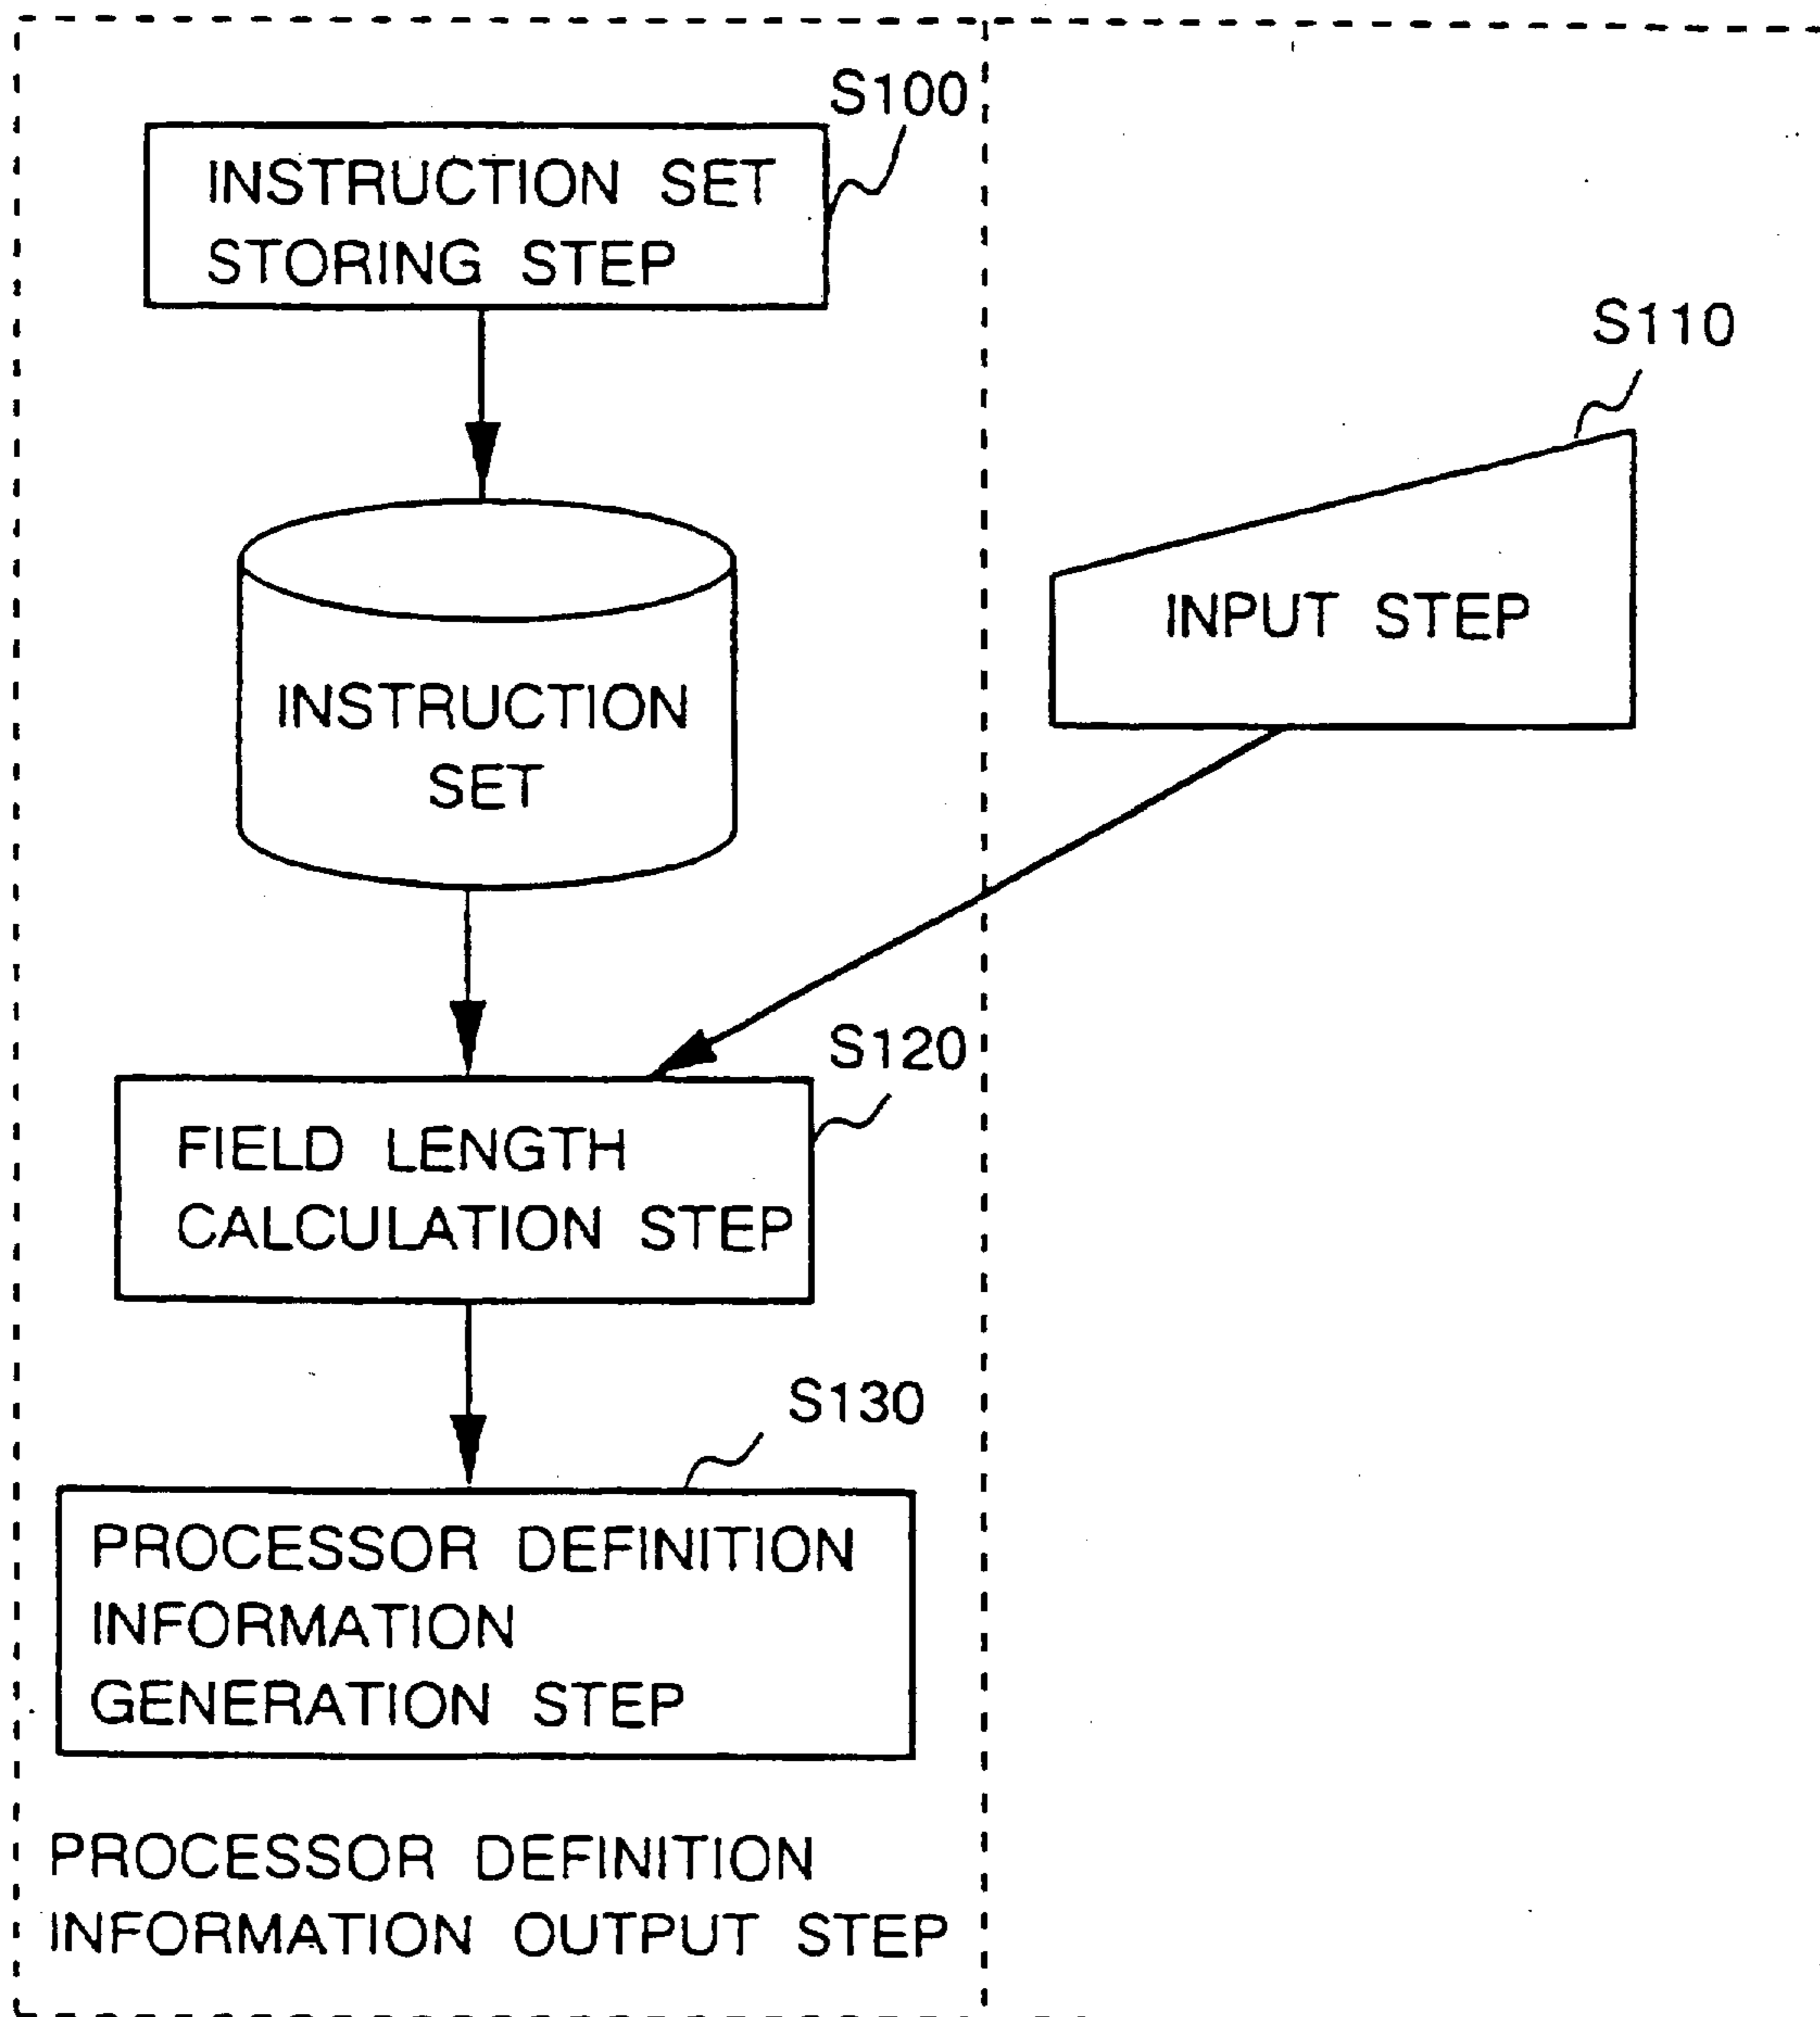 S100
INSTRUCTION SET
STORING STEP
S110
INPUT STEP
INSTRUCTION
SET
S120
FIELD LENGTH
CALCULATION STEP
S130
PROCESSOR DEFINITION
INFORMATION
GENERATION STEP
PROCESSOR DEFINITION
INFORMATION OUTPUT STEP